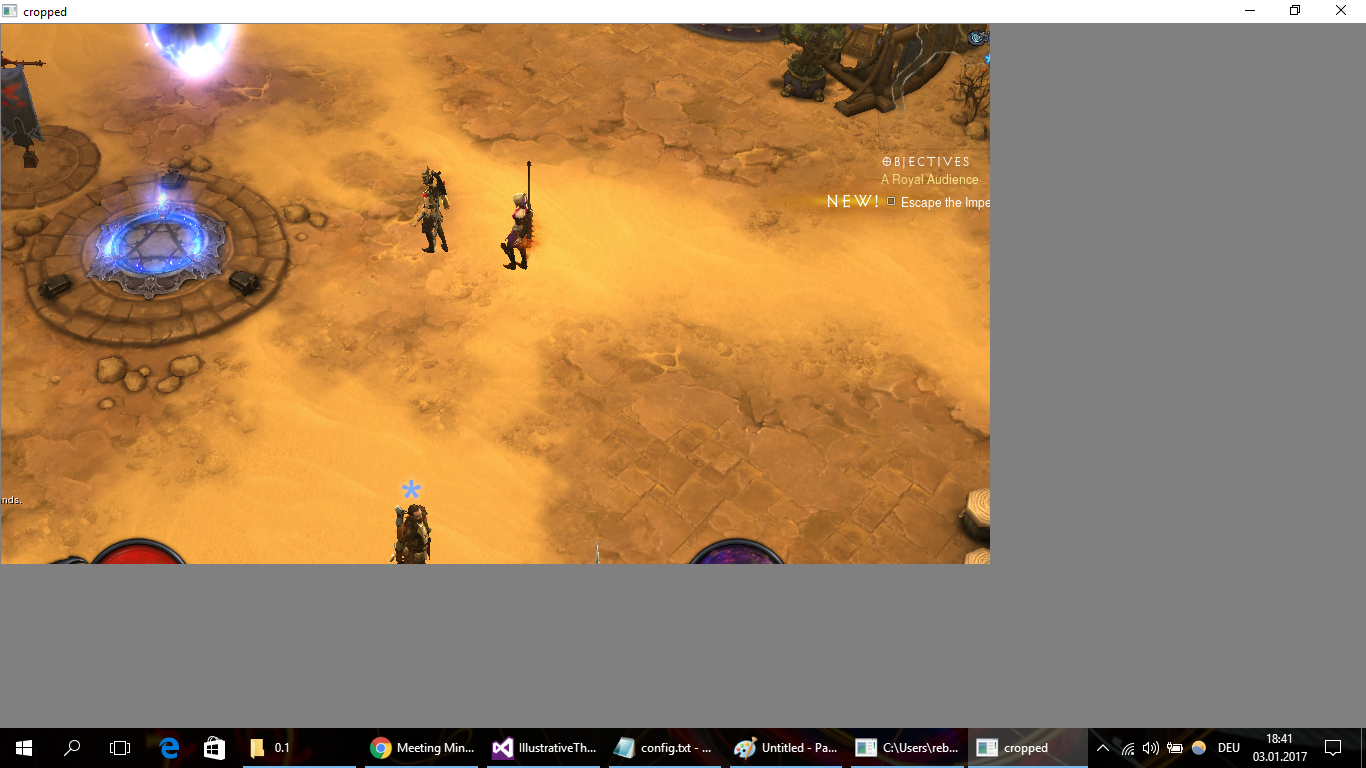 cropped
OBJECTIVES
A Royal Audience
NEW! Escape the Impe
nds.
0.1
Meeting Min...
IllustrativeTh...
config.txt - ...
Untitled - Pa...
C:\Users\reb...
cropped
DEU
18:41
03.01.2017